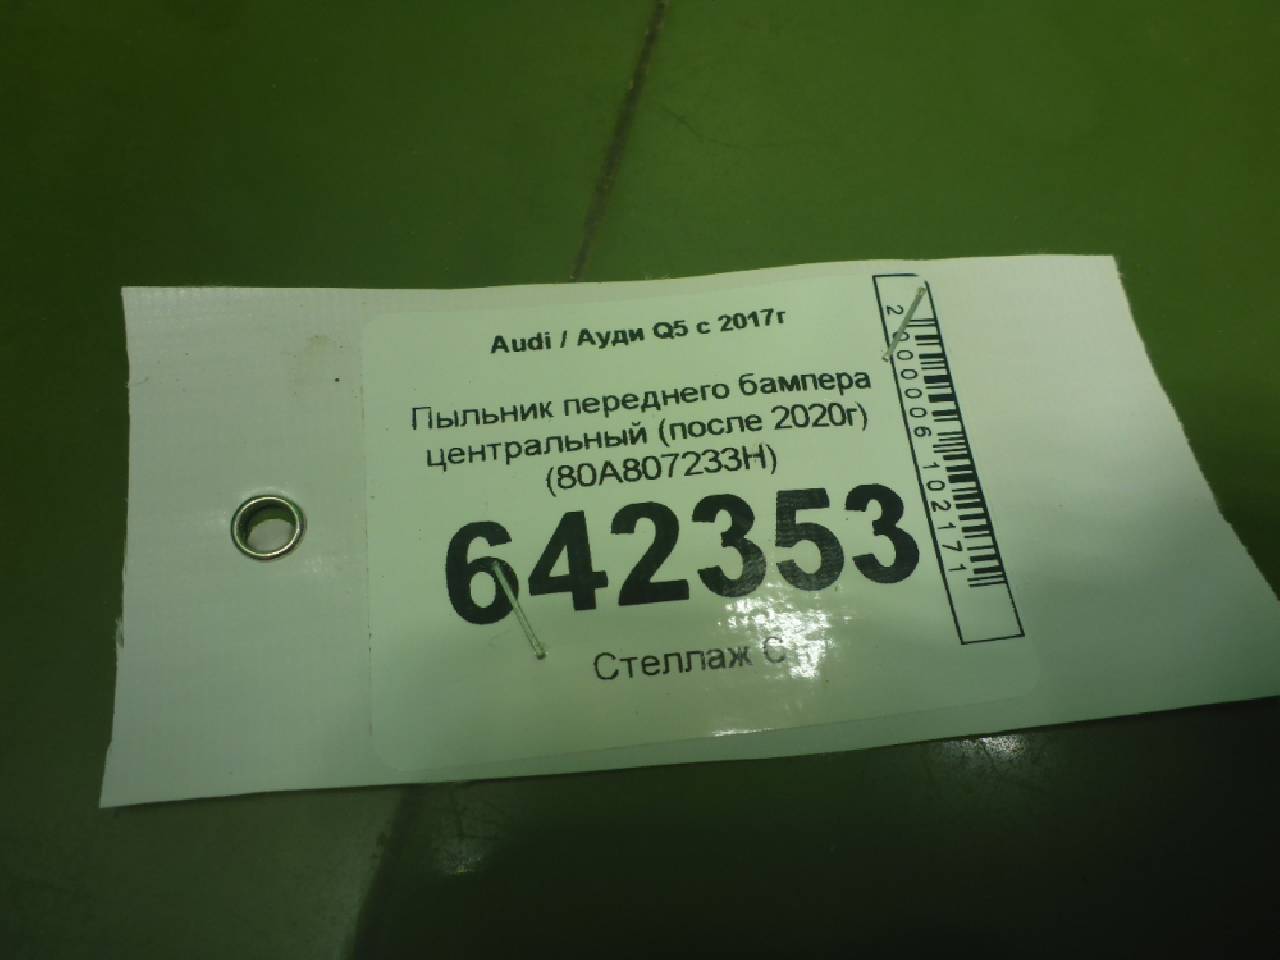 Audi / Ауди Q5 с 2017г
Пыльник переднего бампера
центральный (после 2020г)
(80A807233H)
642353
Стеллаж С
2000006102171